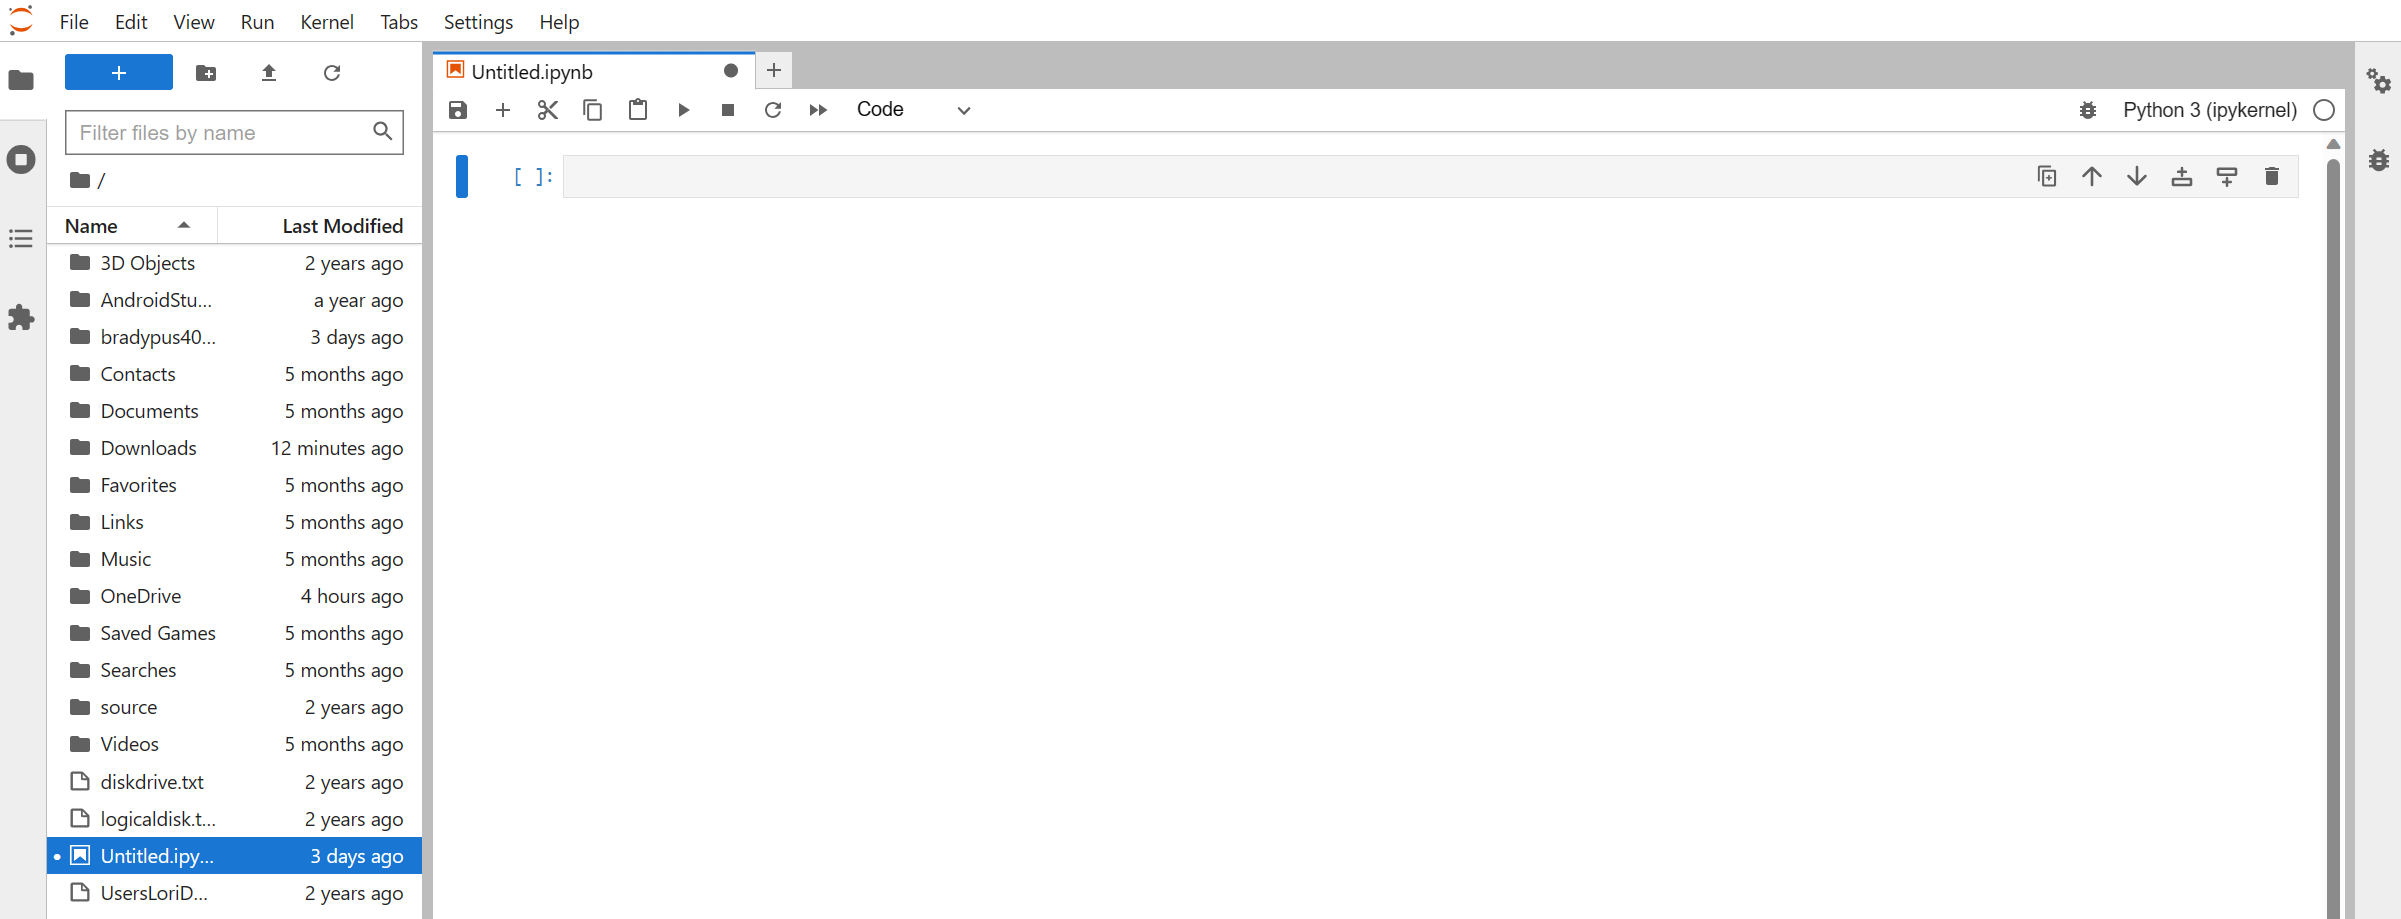 File Edit View Run Kernel Tabs Settings Help
Untitled.ipynb
Code
Python 3 (ipykernel)
Filter files by name
/
[ ]:
Name Last Modified
3D Objects 2 years ago
AndroidStu... a year ago
bradypus40... 3 days ago
Contacts 5 months ago
Documents 5 months ago
Downloads 12 minutes ago
Favorites 5 months ago
Links 5 months ago
Music 5 months ago
OneDrive 4 hours ago
Saved Games 5 months ago
Searches 5 months ago
source 2 years ago
Videos 5 months ago
diskdrive.txt 2 years ago
logicaldisk.t... 2 years ago
Untitled.ipy... 3 days ago
UsersLoriD... 2 years ago